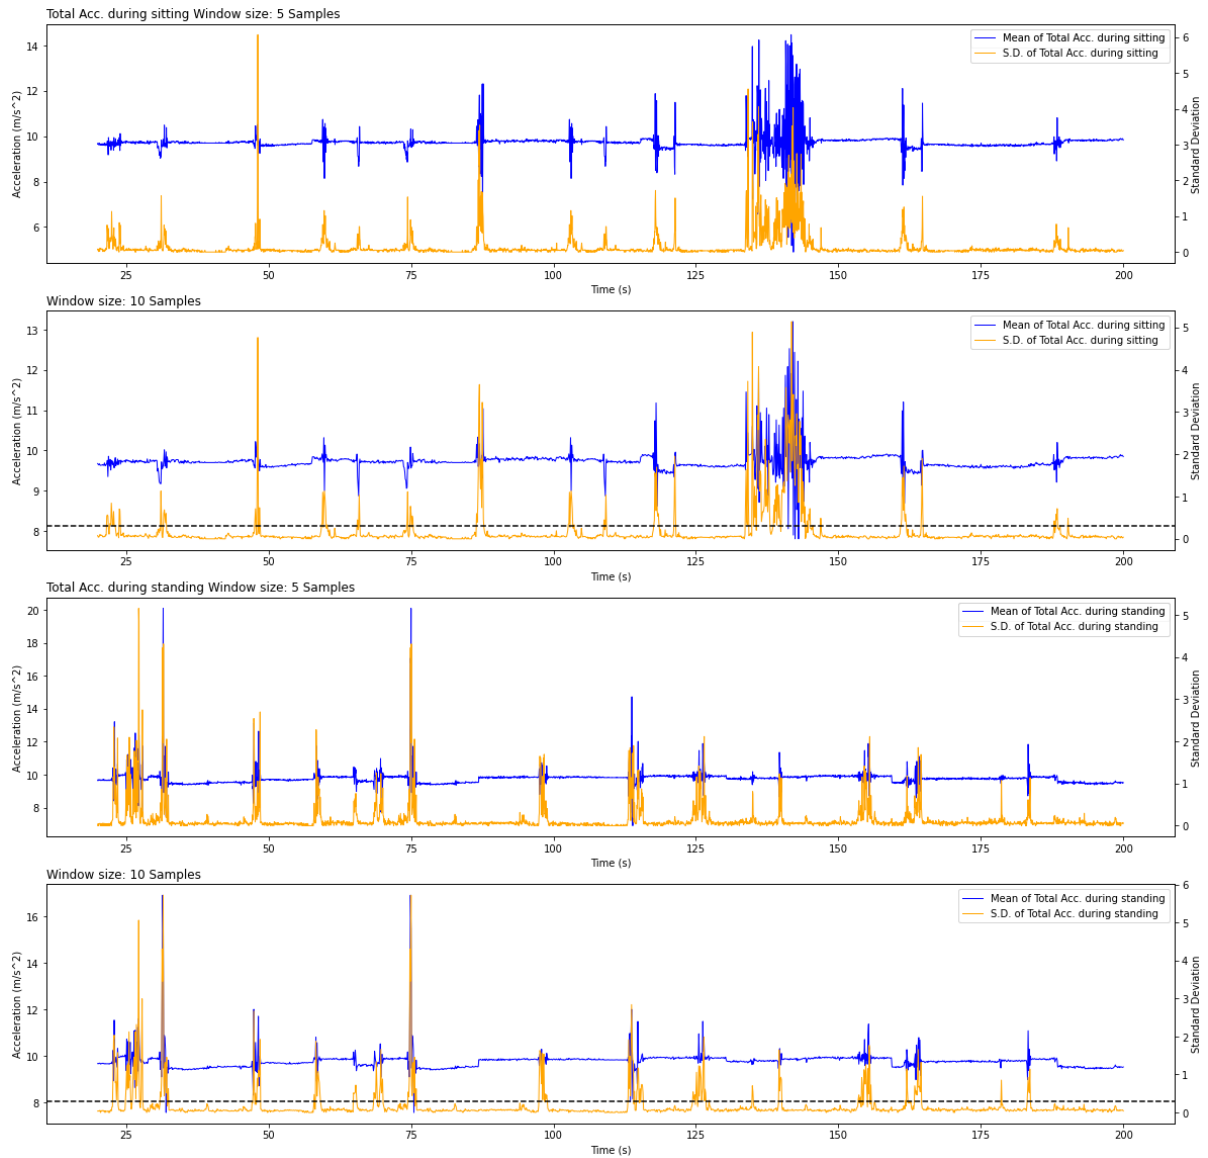 Total Acc. during sitting Window size: 5 Samples
Mean of Total Acc. during sitting
S.D. of Total Acc. during sitting
Acceleration (m/s^2)
14
12
10
8
6
6
5
4
3
2
1
0
Standard Deviation
25 50 75 100 125 150 175 200
Time (s)
Window size: 10 Samples
Mean of Total Acc. during sitting
S.D. of Total Acc. during sitting
Acceleration (m/s^2)
13
12
11
10
9
8
5
4
3
2
1
0
Standard Deviation
25 50 75 100 125 150 175 200
Time (s)
Total Acc. during standing Window size: 5 Samples
Mean of Total Acc. during standing
S.D. of Total Acc. during standing
Acceleration (m/s^2)
20
18
16
14
12
10
8
5
4
3
2
1
0
Standard Deviation
25 50 75 100 125 150 175 200
Time (s)
Window size: 10 Samples
Mean of Total Acc. during standing
S.D. of Total Acc. during standing
Acceleration (m/s^2)
16
14
12
10
8
6
5
4
3
2
1
0
Standard Deviation
25 50 75 100 125 150 175 200
Time (s)